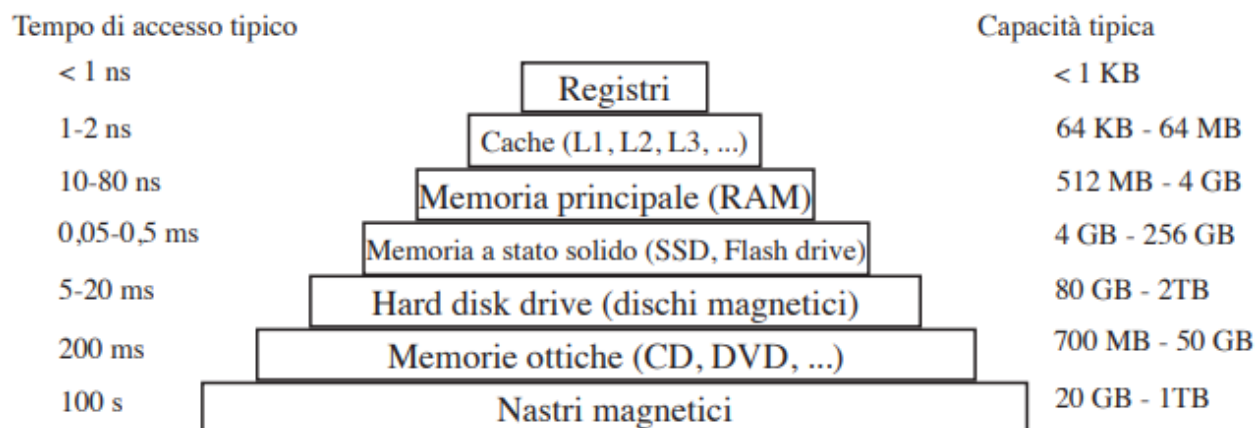 Tempo di accesso tipico Capacità tipica
< 1 ns Registri < 1 KB
1-2 ns Cache (L1, L2, L3, ...) 64 KB - 64 MB
10-80 ns Memoria principale (RAM) 512 MB - 4 GB
0,05-0,5 ms Memoria a stato solido (SSD, Flash drive) 4 GB - 256 GB
5-20 ms Hard disk drive (dischi magnetici) 80 GB - 2TB
200 ms Memorie ottiche (CD, DVD, ...) 700 MB - 50 GB
100 s Nastri magnetici 20 GB - 1TB